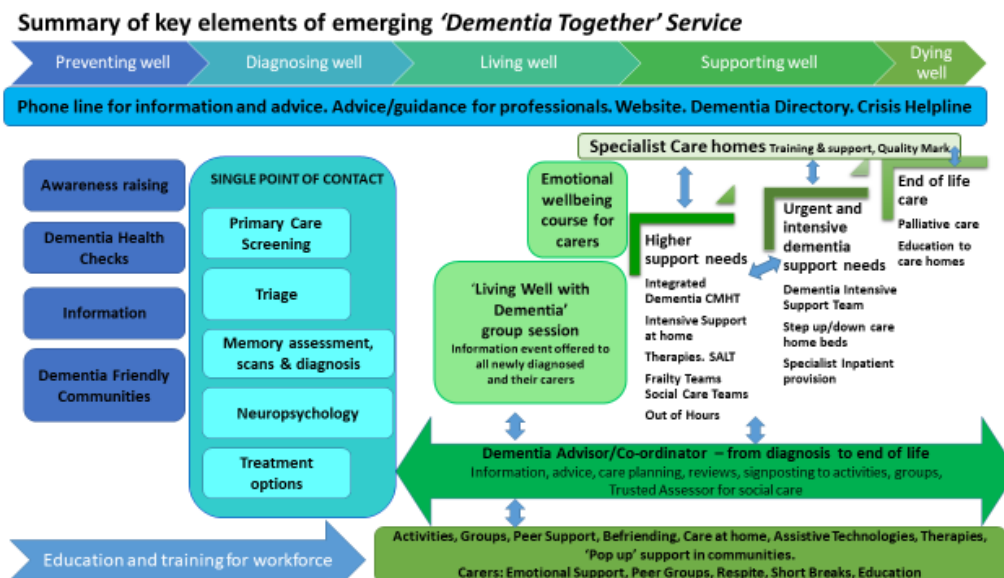 Summary of key elements of emerging 'Dementia Together' Service
Preventing well
Diagnosing well
Living well
Supporting well
Dying
well
Phone line for information and advice. Advice/guidance for professionals. Website. Dementia Directory. Crisis Helpline
Awareness raising
Dementia Health
Checks
Information
Dementia Friendly
Communities
SINGLE POINT OF CONTACT
Primary Care
Screening
Triage
Memory assessment,
scans & diagnosis
Neuropsychology
Treatment
options
Emotional
wellbeing
course for
carers
'Living Well with
Dementia'
group session
Information event offered to
all newly diagnosed
and their carers
Specialist Care homes Training & support, Quality Mark
Higher
support needs
Integrated
Dementia CMHT
Intensive Support
at home
Therapies. SALT
Frailty Teams
Social Care Teams
Out of Hours
Urgent and
intensive
dementia
support needs
Dementia Intensive
Support Team
Step up/down care
home beds
Specialist Inpatient
provision
End of life
care
Palliative care
Education to
care homes
Dementia Advisor/Co-ordinator – from diagnosis to end of life
Information, advice, care planning, reviews, signposting to activities, groups,
Trusted Assessor for social care
Education and training for workforce
Activities, Groups, Peer Support, Befriending, Care at home, Assistive Technologies, Therapies,
'Pop up' support in communities.
Carers: Emotional Support, Peer Groups, Respite, Short Breaks, Education